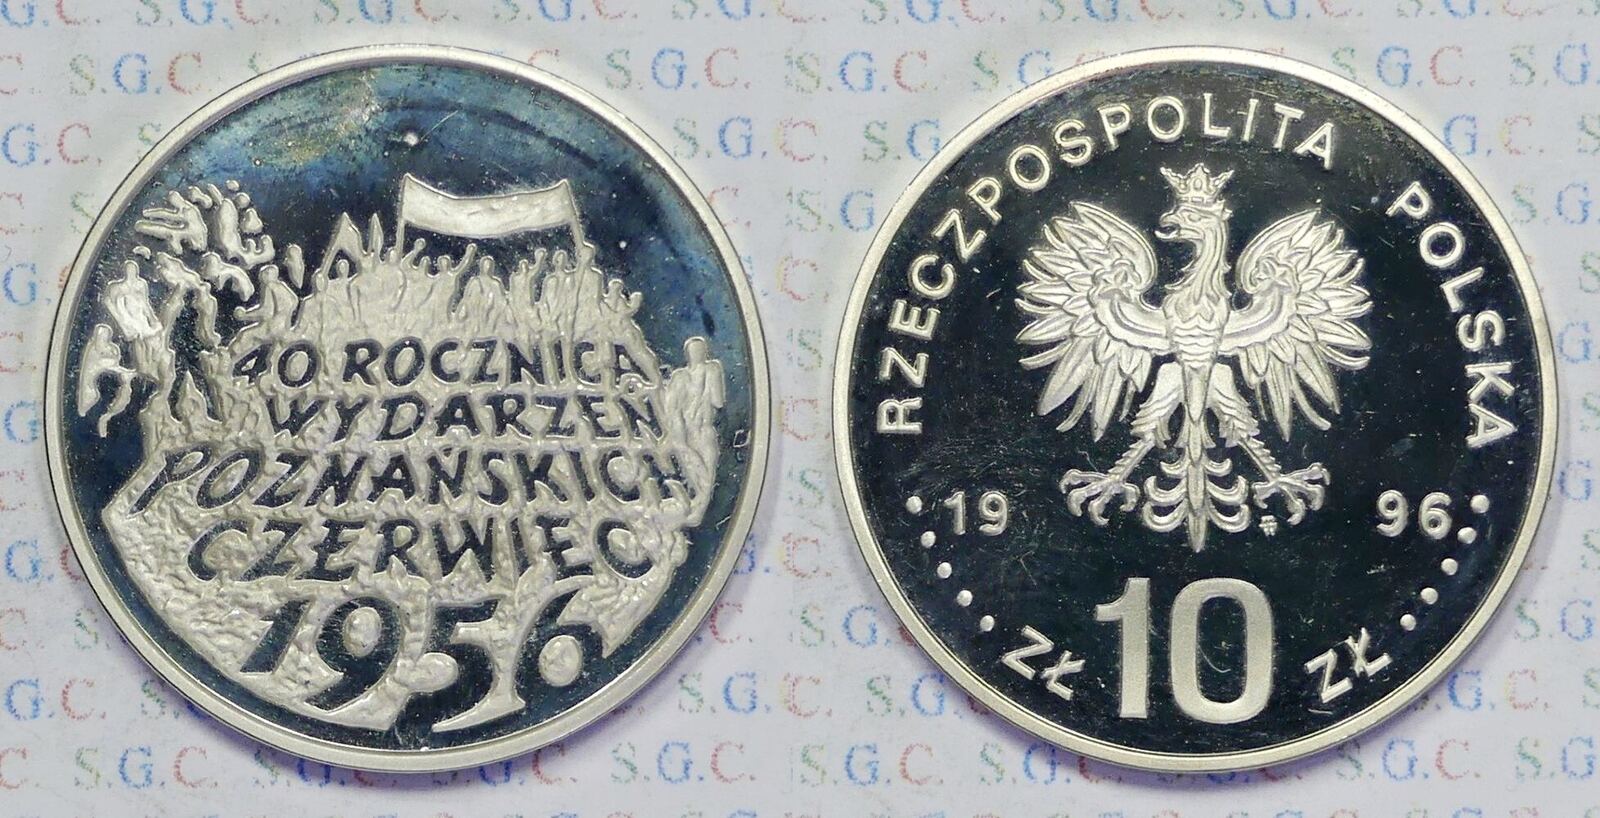 40 ROCZNICA
WYDARZEŃ
POZNAŃSKICH
CZERWIEC
1956
RZECZPOSPOLITA POLSKA
19 96
ZŁ 10 ZŁ
S.G.C. S.G.C. S.G.C. S.G.C. S.G.C. S.G.C.